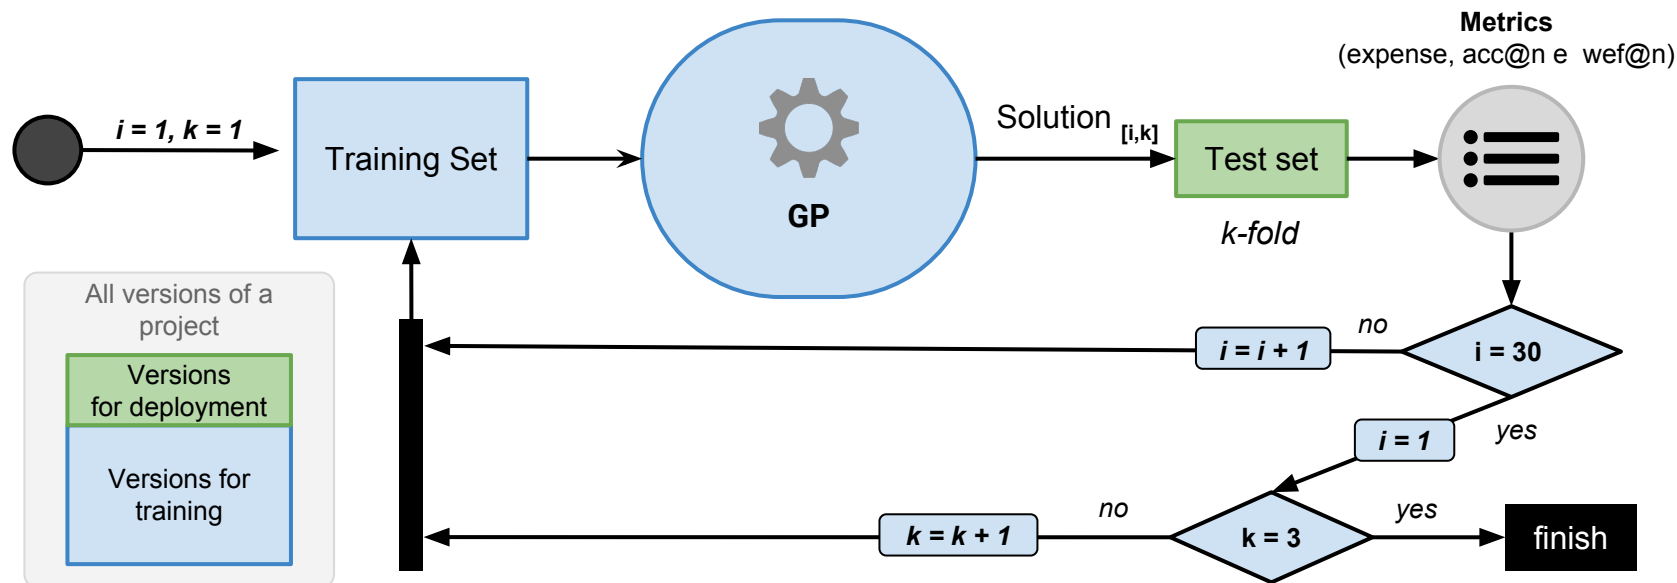 Metrics
(expense, acc@n e wef@n)
i = 1, k = 1
Training Set
GP
Solution [i,k]
Test set
k-fold
All versions of a
project
Versions
for deployment
Versions for
training
no
i = i + 1
i = 30
yes
i = 1
no
k = k + 1
k = 3
yes
finish